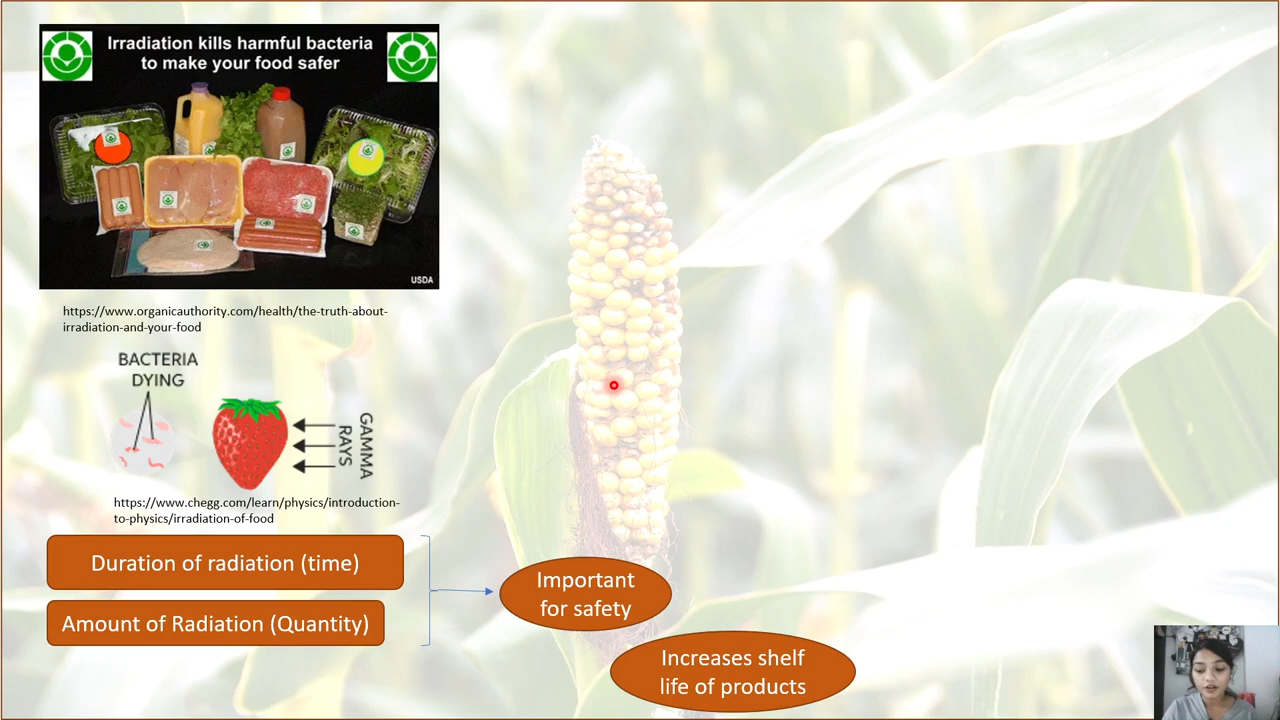 Irradiation kills harmful bacteria
to make your food safer
USDA
https://www.organicauthority.com/health/the-truth-about-
irradiation-and-your-food
BACTERIA
DYING
GAMMA
RAYS
https://www.chegg.com/learn/physics/introduction-
to-physics/irradiation-of-food
Duration of radiation (time)
Amount of Radiation (Quantity)
Important
for safety
Increases shelf
life of products